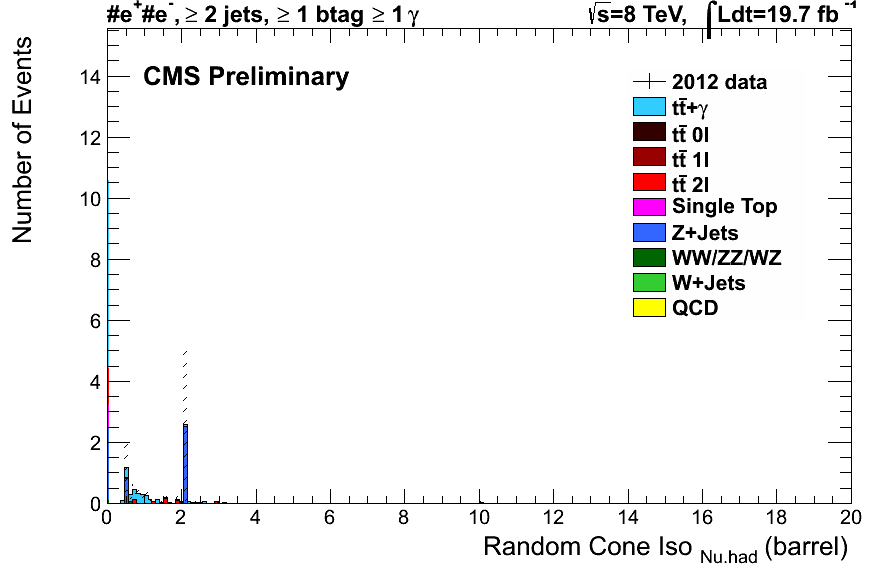 #e⁺#e⁻, ≥ 2 jets, ≥ 1 btag ≥ 1 γ √s=8 TeV, ∫Ldt=19.7 fb⁻¹
CMS Preliminary
2012 data
tt̄+γ
tt̄ 0l
tt̄ 1l
tt̄ 2l
Single Top
Z+Jets
WW/ZZ/WZ
W+Jets
QCD
Number of Events
14
12
10
8
6
4
2
0
0 2 4 6 8 10 12 14 16 18 20
Random Cone Iso Nu.had (barrel)